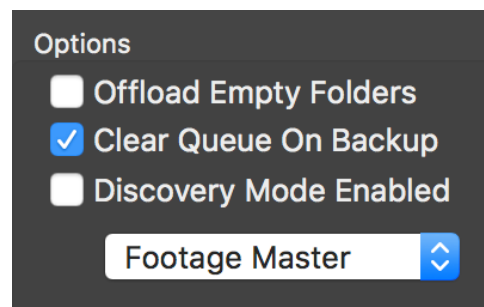 Options
Offload Empty Folders
Clear Queue On Backup
Discovery Mode Enabled
Footage Master